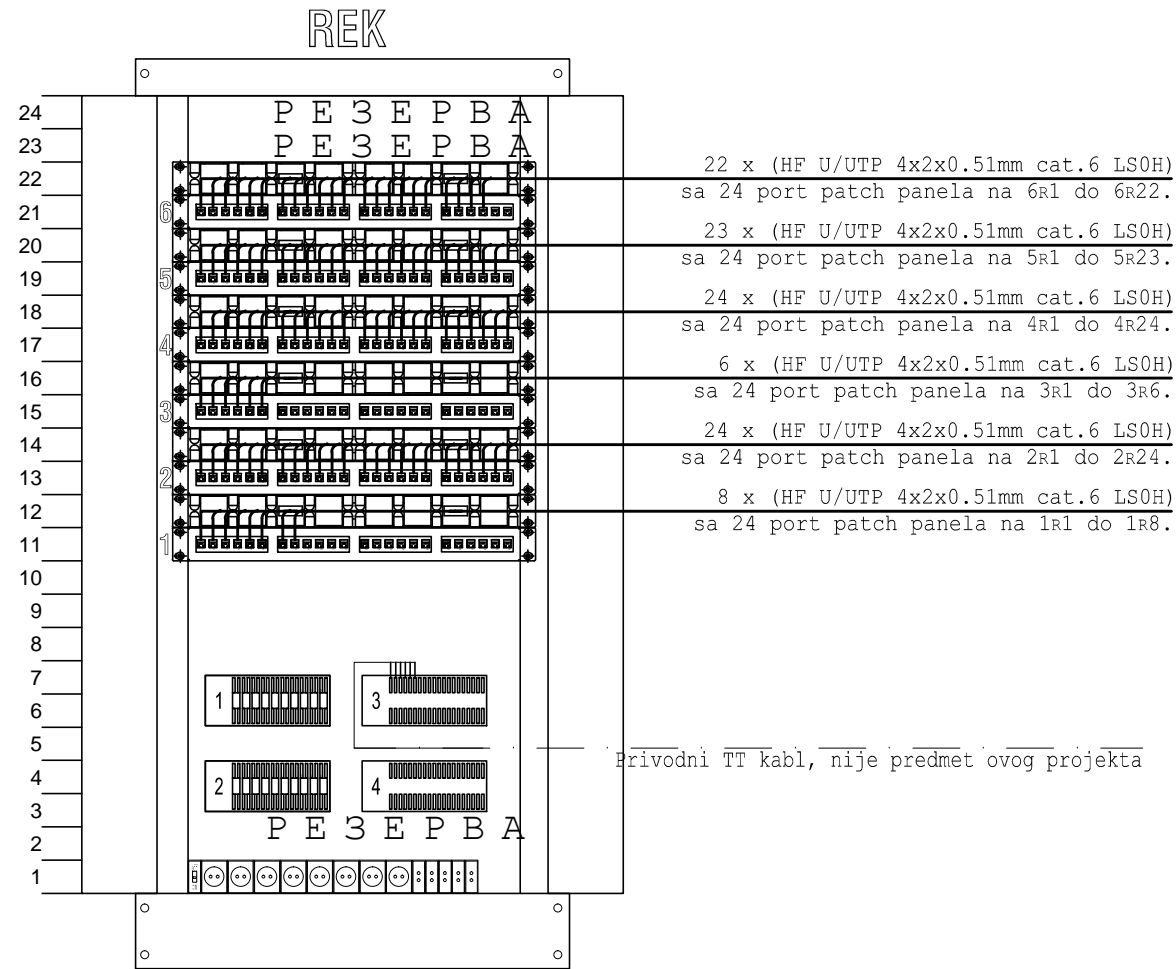 REK
24
Р Е З Е Р В А
23
Р Е З Е Р В А
22
22 x (HF U/UTP 4x2x0.51mm cat.6 LS0H)
sa 24 port patch panela na 6R1 do 6R22.
21
6
20
23 x (HF U/UTP 4x2x0.51mm cat.6 LS0H)
sa 24 port patch panela na 5R1 do 5R23.
19
5
18
24 x (HF U/UTP 4x2x0.51mm cat.6 LS0H)
sa 24 port patch panela na 4R1 do 4R24.
17
4
16
6 x (HF U/UTP 4x2x0.51mm cat.6 LS0H)
sa 24 port patch panela na 3R1 do 3R6.
15
3
14
24 x (HF U/UTP 4x2x0.51mm cat.6 LS0H)
sa 24 port patch panela na 2R1 do 2R24.
13
2
12
8 x (HF U/UTP 4x2x0.51mm cat.6 LS0H)
sa 24 port patch panela na 1R1 do 1R8.
11
1
10
9
8
7
1
3
6
5
Privodni TT kabl, nije predmet ovog projekta
4
2
4
3
Р Е З Е Р В А
2
1